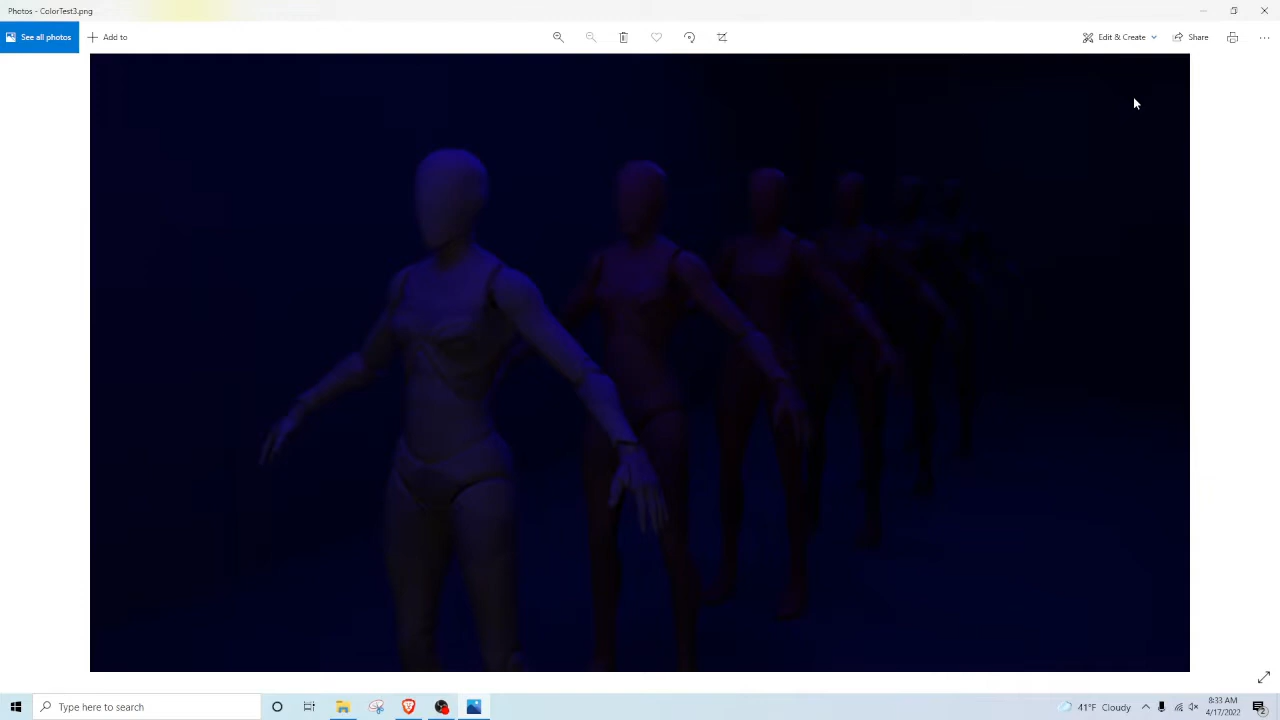 Photos - ColorTest3.png
See all photos
Add to
Edit & Create
Share
Type here to search
41°F Cloudy
8:33 AM
4/17/2022
2